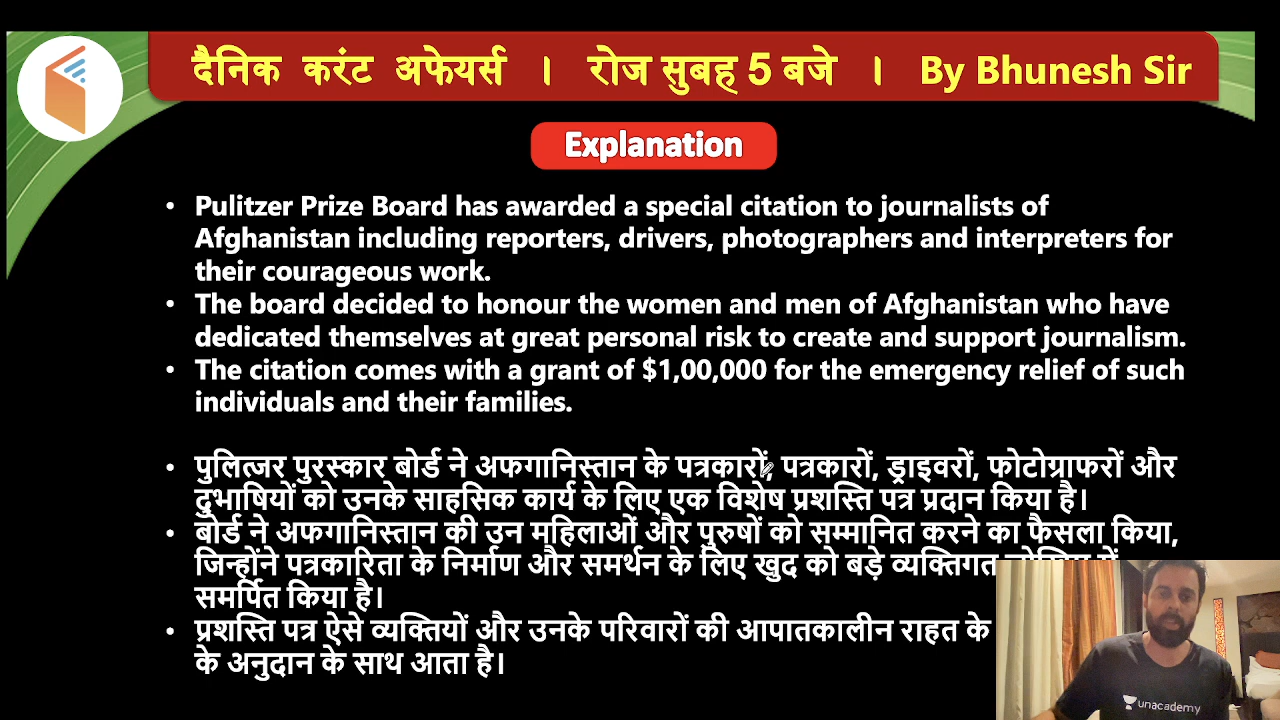 दैनिक करंट अफेयर्स । रोज सुबह 5 बजे । By Bhunesh Sir
Explanation
• Pulitzer Prize Board has awarded a special citation to journalists of
Afghanistan including reporters, drivers, photographers and interpreters for
their courageous work.
• The board decided to honour the women and men of Afghanistan who have
dedicated themselves at great personal risk to create and support journalism.
• The citation comes with a grant of $1,00,000 for the emergency relief of such
individuals and their families.
• पुलित्जर पुरस्कार बोर्ड ने अफगानिस्तान के पत्रकारों, पत्रकारों, ड्राइवरों, फोटोग्राफरों और
दुभाषियों को उनके साहसिक कार्य के लिए एक विशेष प्रशस्ति पत्र प्रदान किया है।
• बोर्ड ने अफगानिस्तान की उन महिलाओं और पुरुषों को सम्मानित करने का फैसला किया,
जिन्होंने पत्रकारिता के निर्माण और समर्थन के लिए खुद को बड़े व्यक्तिगत
समर्पित किया है।
• प्रशस्ति पत्र ऐसे व्यक्तियों और उनके परिवारों की आपातकालीन राहत के
के अनुदान के साथ आता है।
unacademy